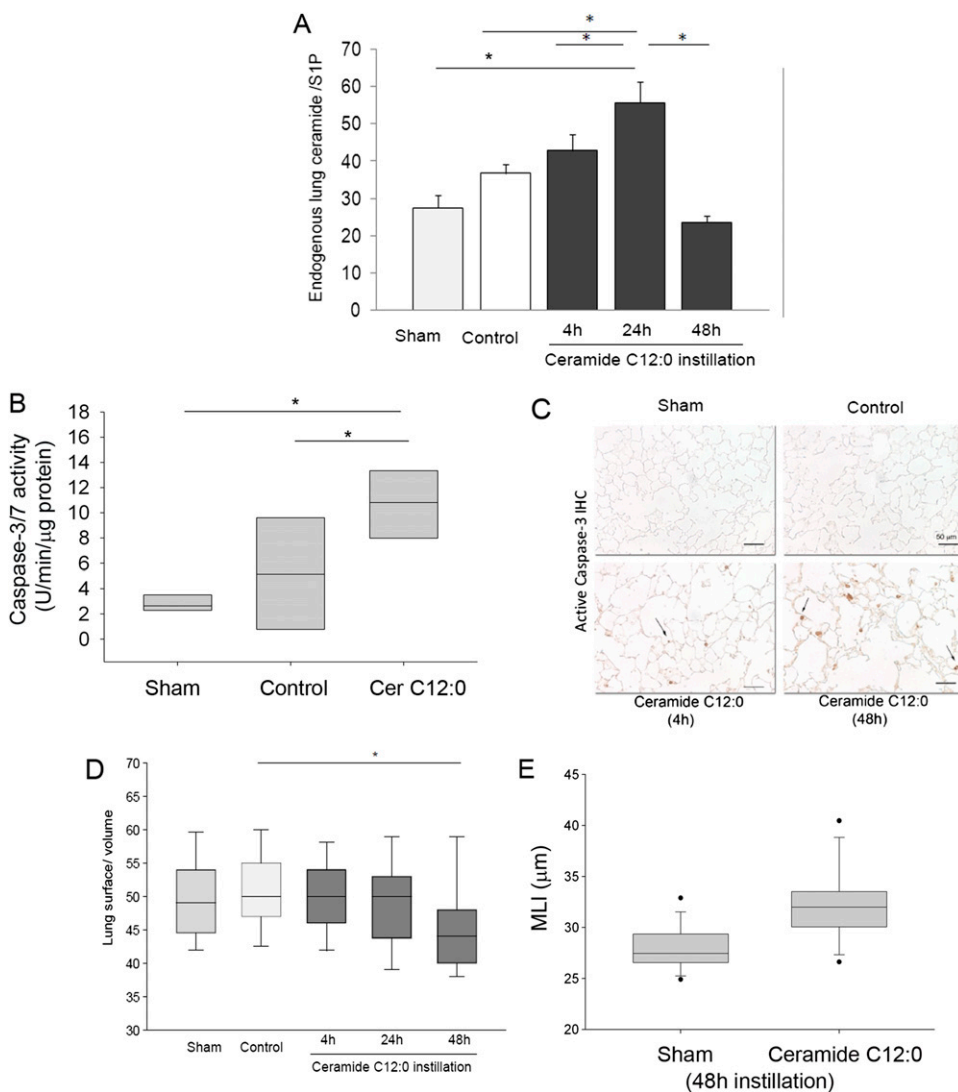 A
*
*
*
*
Endogenous lung ceramide /S1P
70
60
50
40
30
20
10
0
Sham
Control
4h
24h
48h
Ceramide C12:0 instillation
B
Caspase-3/7 activity
(U/min/μg protein)
18
16
14
12
10
8
6
4
2
0
*
*
Sham
Control
Cer C12:0
C
Sham
Control
Active Caspase-3 IHC
50 μm
Ceramide C12:0
(4h)
Ceramide C12:0
(48h)
D
Lung surface/ volume
70
65
60
55
50
45
40
35
30
*
Sham
Control
4h
24h
48h
Ceramide C12:0 instillation
E
MLI (μm)
45
40
35
30
25
20
Sham
Ceramide C12:0
(48h instillation)